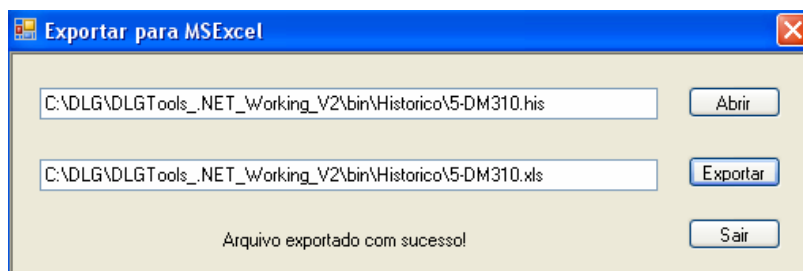 Exportar para MSExcel
C:\DLG\DLGTools_.NET_Working_V2\bin\Historico\5-DM310.his
Abrir
C:\DLG\DLGTools_.NET_Working_V2\bin\Historico\5-DM310.xls
Exportar
Arquivo exportado com sucesso!
Sair